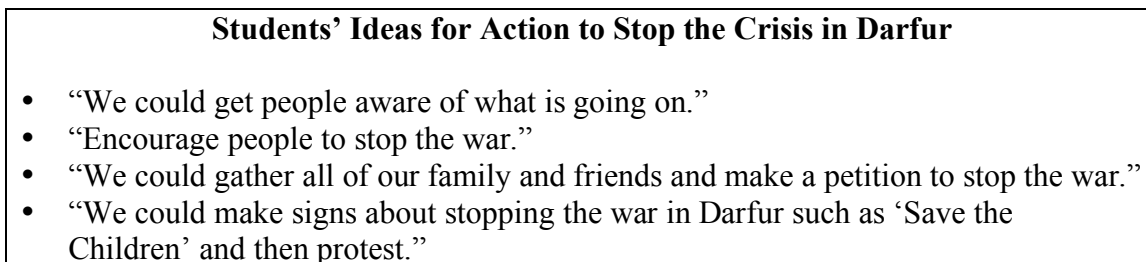 Students’ Ideas for Action to Stop the Crisis in Darfur
• “We could get people aware of what is going on.”
• “Encourage people to stop the war.”
• “We could gather all of our family and friends and make a petition to stop the war.”
• “We could make signs about stopping the war in Darfur such as ‘Save the
Children’ and then protest.”